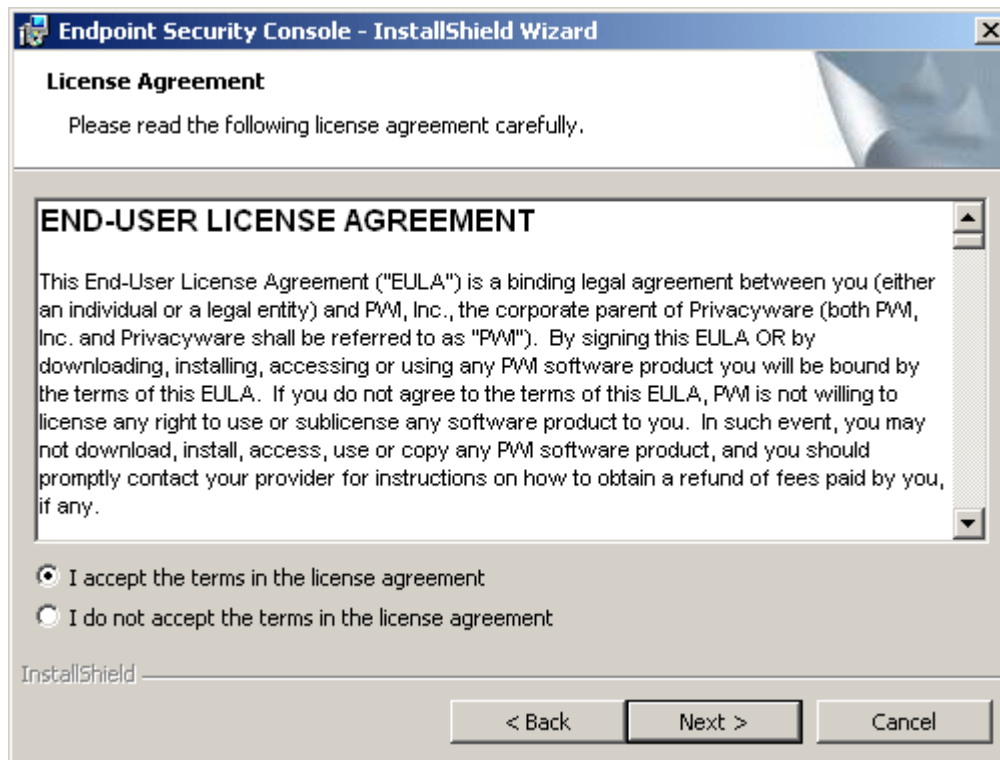 Endpoint Security Console - InstallShield Wizard
License Agreement
Please read the following license agreement carefully.
END-USER LICENSE AGREEMENT
This End-User License Agreement ("EULA") is a binding legal agreement between you (either
an individual or a legal entity) and PWI, Inc., the corporate parent of Privacyware (both PWI,
Inc. and Privacyware shall be referred to as "PWI").  By signing this EULA OR by
downloading, installing, accessing or using any PWI software product you will be bound by
the terms of this EULA.  If you do not agree to the terms of this EULA, PWI is not willing to
license any right to use or sublicense any software product to you.  In such event, you may
not download, install, access, use or copy any PWI software product, and you should
promptly contact your provider for instructions on how to obtain a refund of fees paid by you,
if any.
I accept the terms in the license agreement
I do not accept the terms in the license agreement
InstallShield
< Back
Next >
Cancel